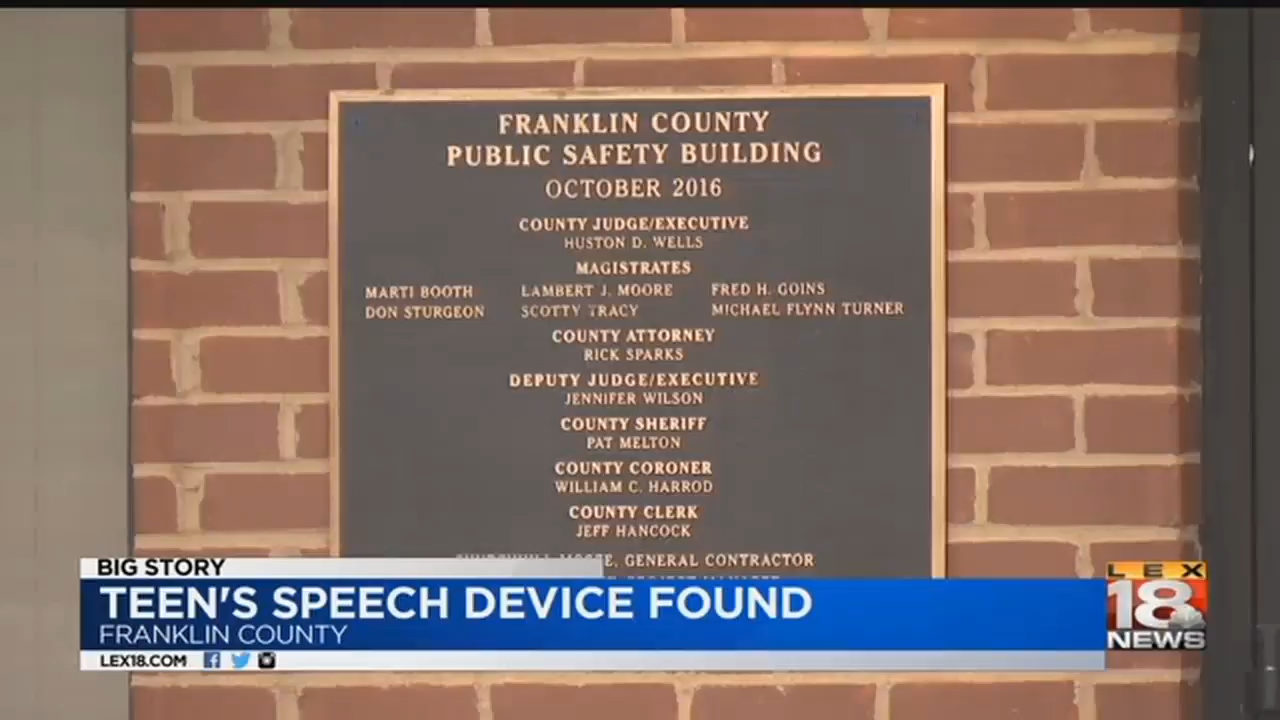 FRANKLIN COUNTY
PUBLIC SAFETY BUILDING
OCTOBER 2016
COUNTY JUDGE/EXECUTIVE
HUSTON D. WELLS
MAGISTRATES
MARTI BOOTH LAMBERT J. MOORE FRED H. GOINS
DON STURGEON SCOTTY TRACY MICHAEL FLYNN TURNER
COUNTY ATTORNEY
RICK SPARKS
DEPUTY JUDGE/EXECUTIVE
JENNIFER WILSON
COUNTY SHERIFF
PAT MELTON
COUNTY CORONER
WILLIAM C. HARROD
COUNTY CLERK
JEFF HANCOCK
GENERAL CONTRACTOR
BIG STORY
TEEN'S SPEECH DEVICE FOUND
FRANKLIN COUNTY
LEX18.COM
LEX
18
NEWS